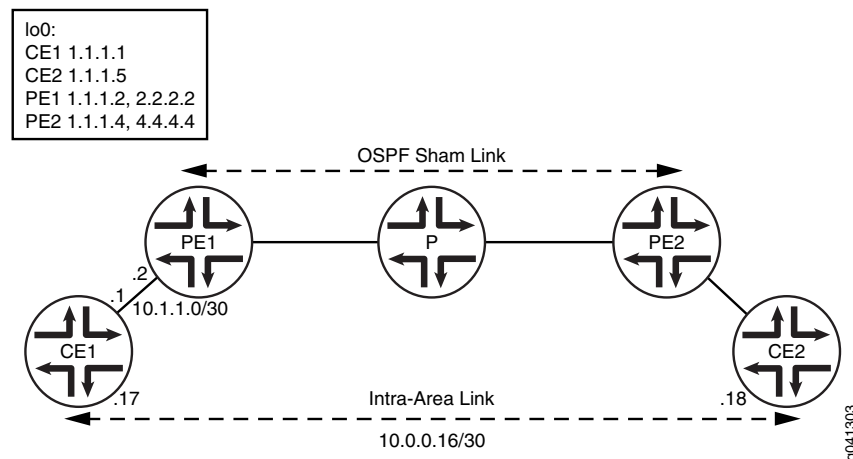 lo0:
CE1 1.1.1.1
CE2 1.1.1.5
PE1 1.1.1.2, 2.2.2.2
PE2 1.1.1.4, 4.4.4.4
OSPF Sham Link
PE1
P
PE2
.2
.1
10.1.1.0/30
CE1
CE2
.17
Intra-Area Link
.18
10.0.0.16/30
g041303